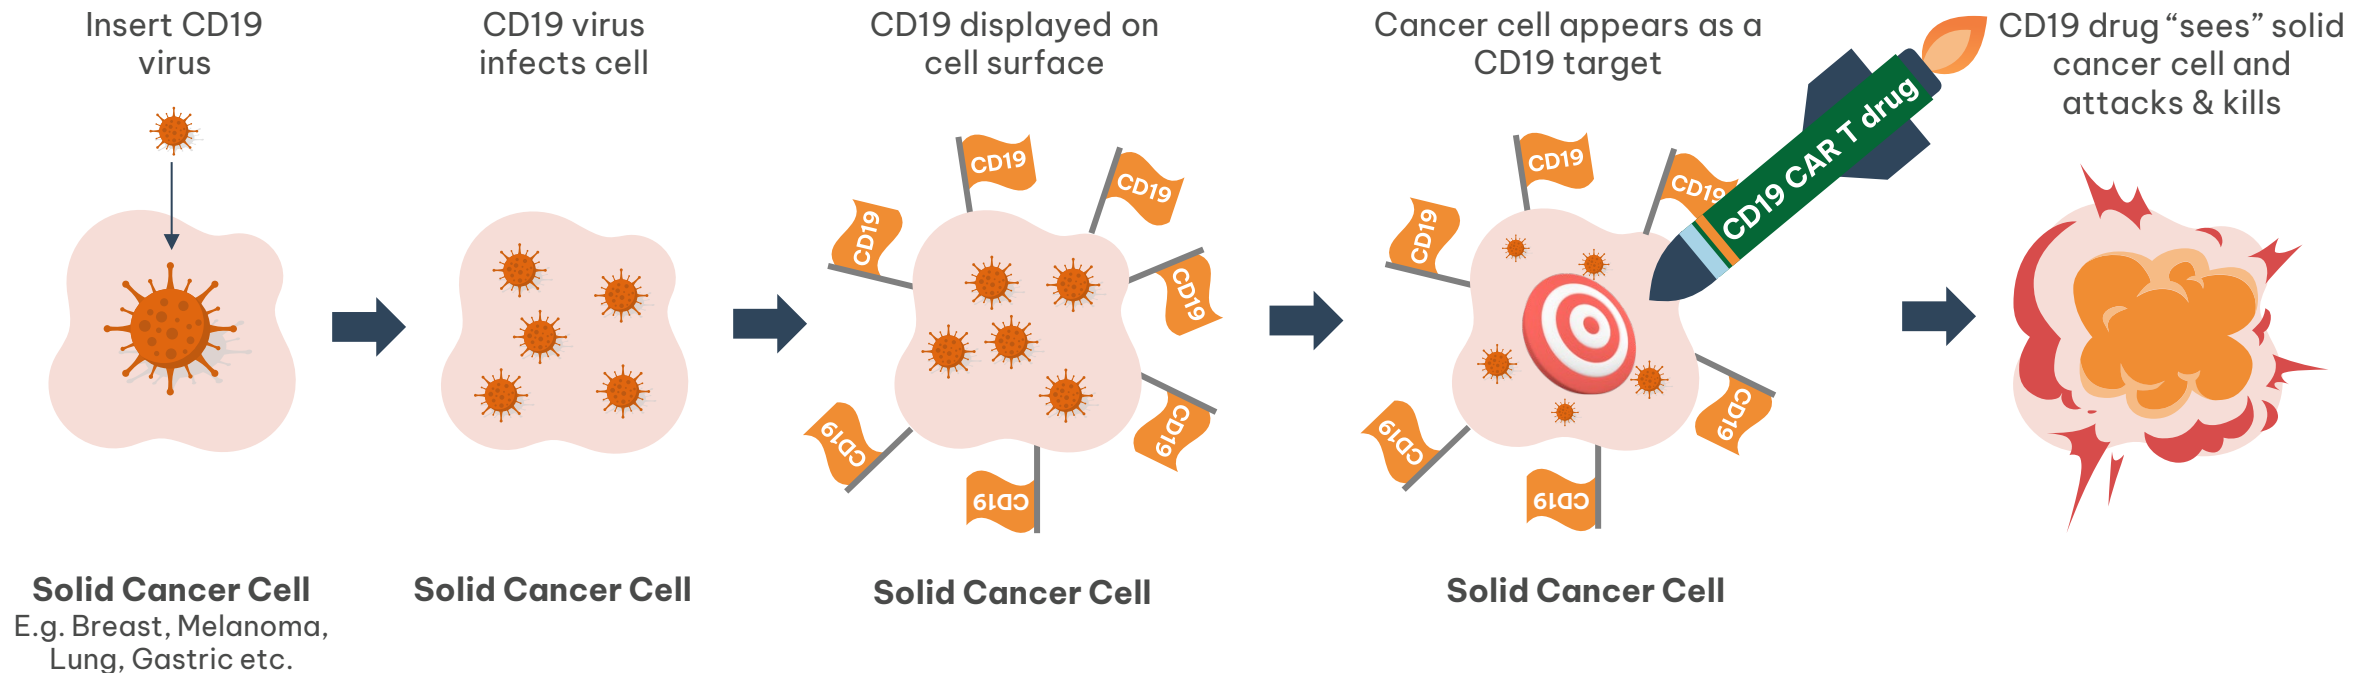 Insert CD19
virus
CD19 virus
infects cell
CD19 displayed on
cell surface
Cancer cell appears as a
CD19 target
CD19 drug “sees” solid
cancer cell and
attacks & kills
CD19
CD19
CD19
CD19
CD19
CD19
CD19
CD19
CD19
CD19
CD19
CD19
CD19
CD19 CAR T drug
Solid Cancer Cell
E.g. Breast, Melanoma,
Lung, Gastric etc.
Solid Cancer Cell
Solid Cancer Cell
Solid Cancer Cell